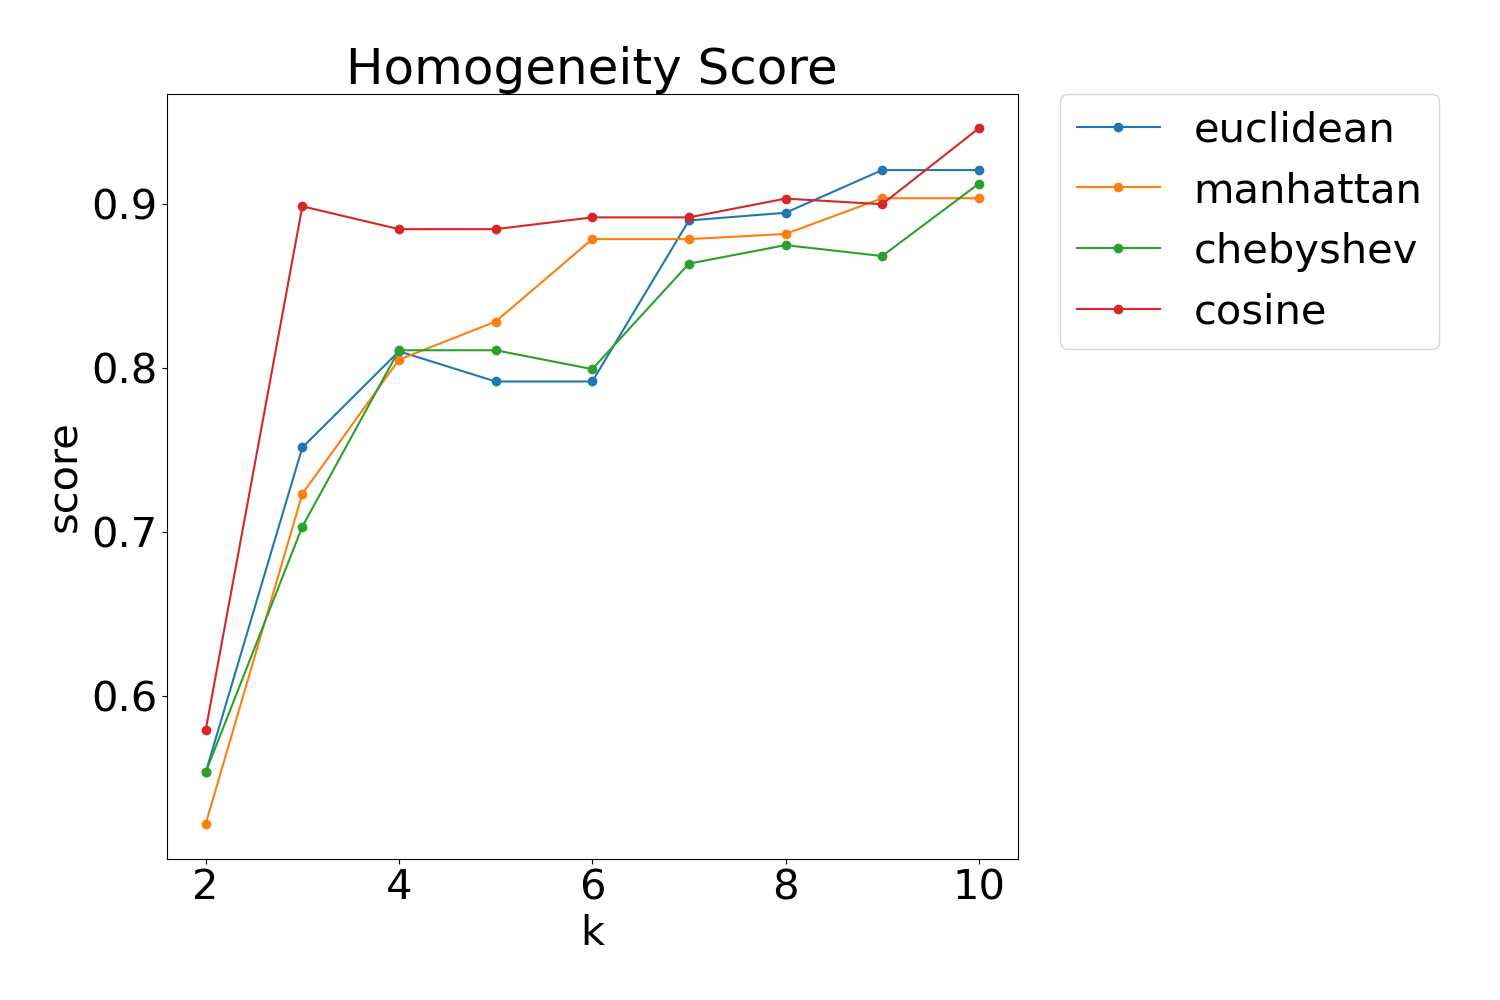 Homogeneity Score
euclidean
manhattan
chebyshev
cosine
0.9
0.8
0.7
0.6
score
2 4 6 8 10
k